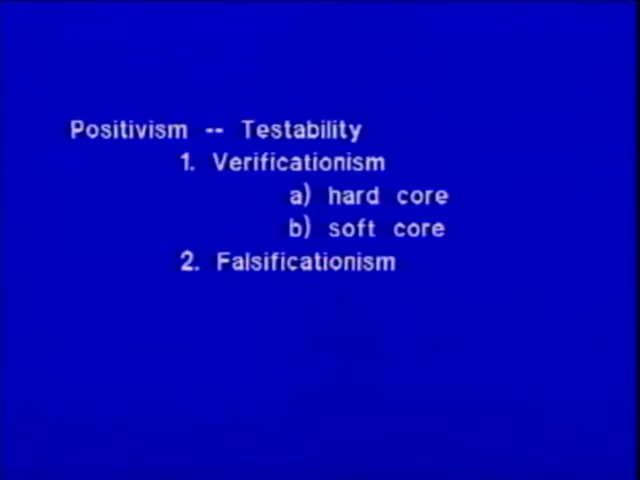 Positivism -- Testability
1. Verificationism
a) hard core
b) soft core
2. Falsificationism